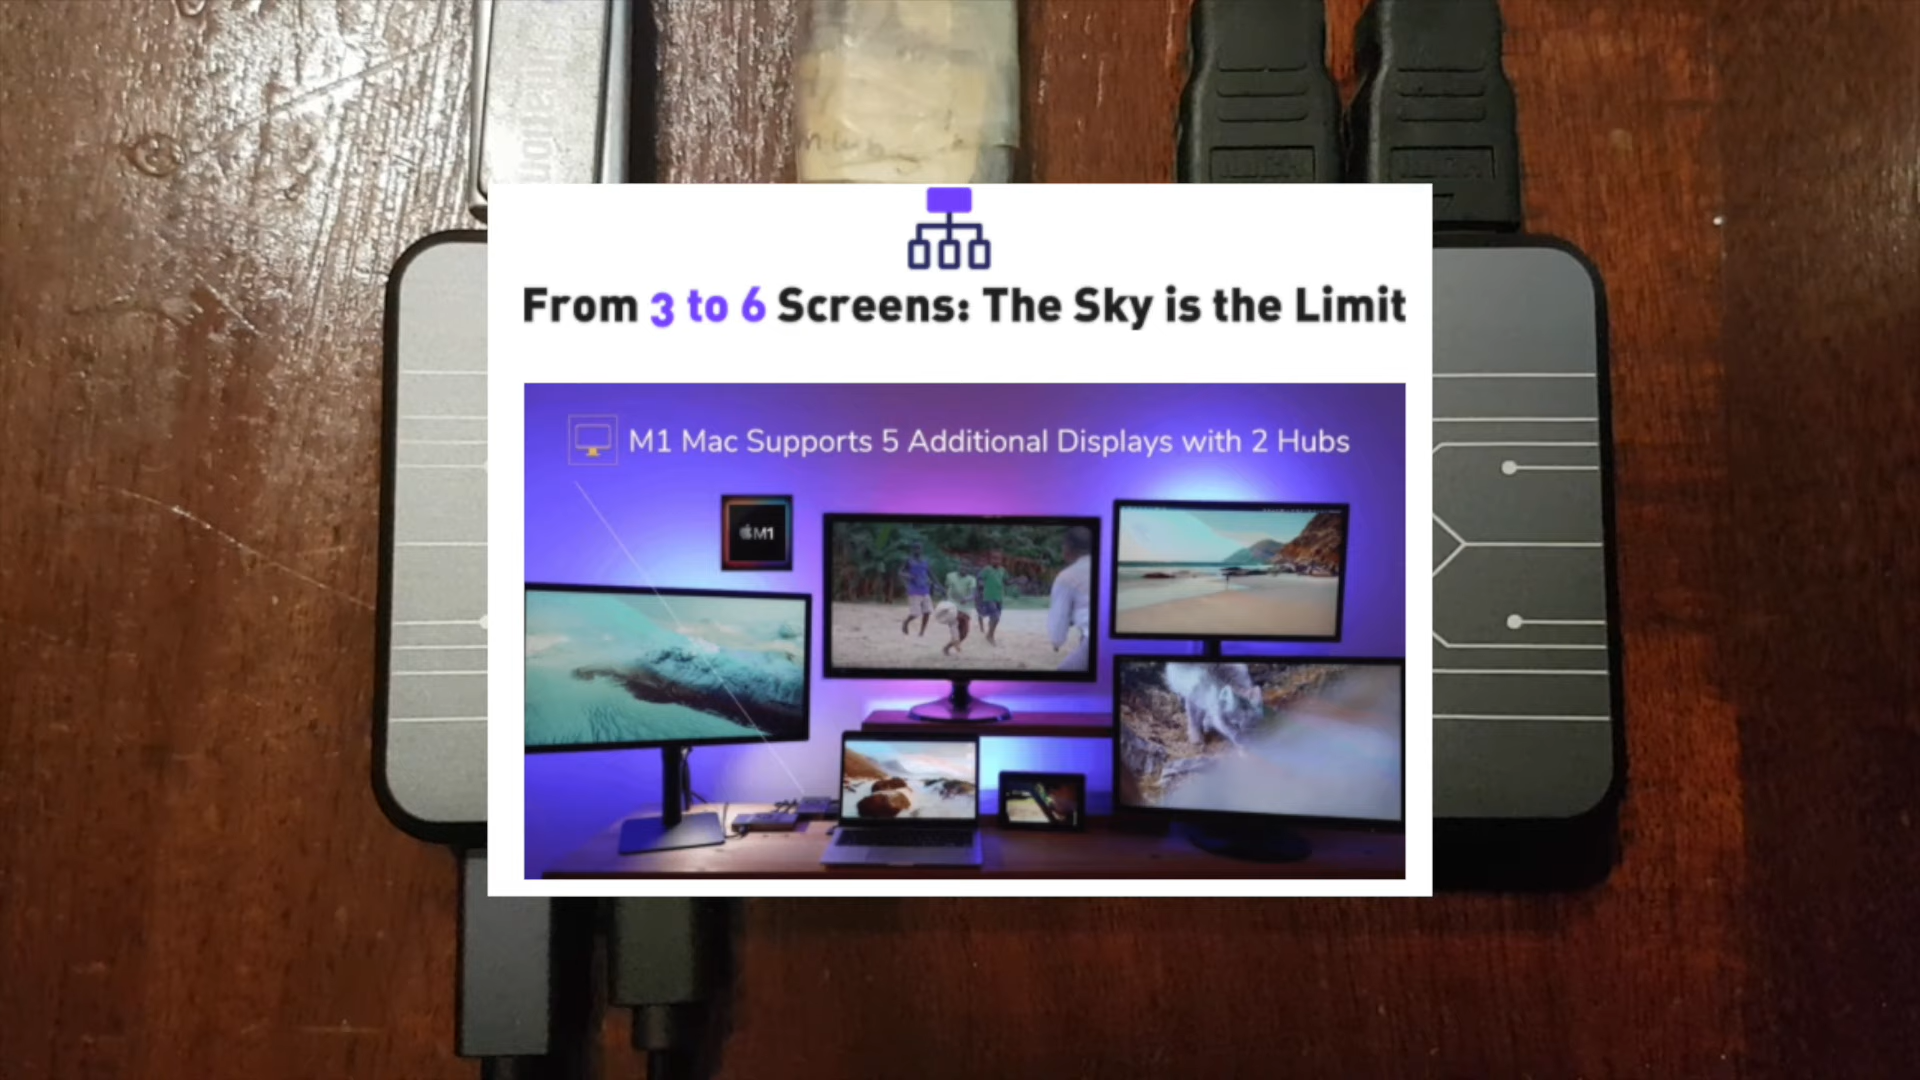 From 3 to 6 Screens: The Sky is the Limit
M1 Mac Supports 5 Additional Displays with 2 Hubs
M1